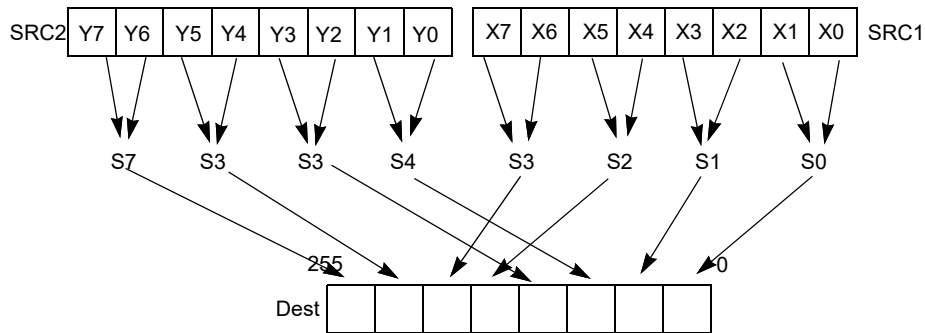 SRC2 Y7 Y6 Y5 Y4 Y3 Y2 Y1 Y0 X7 X6 X5 X4 X3 X2 X1 X0 SRC1
S7 S3 S3 S4 S3 S2 S1 S0
255 0
Dest